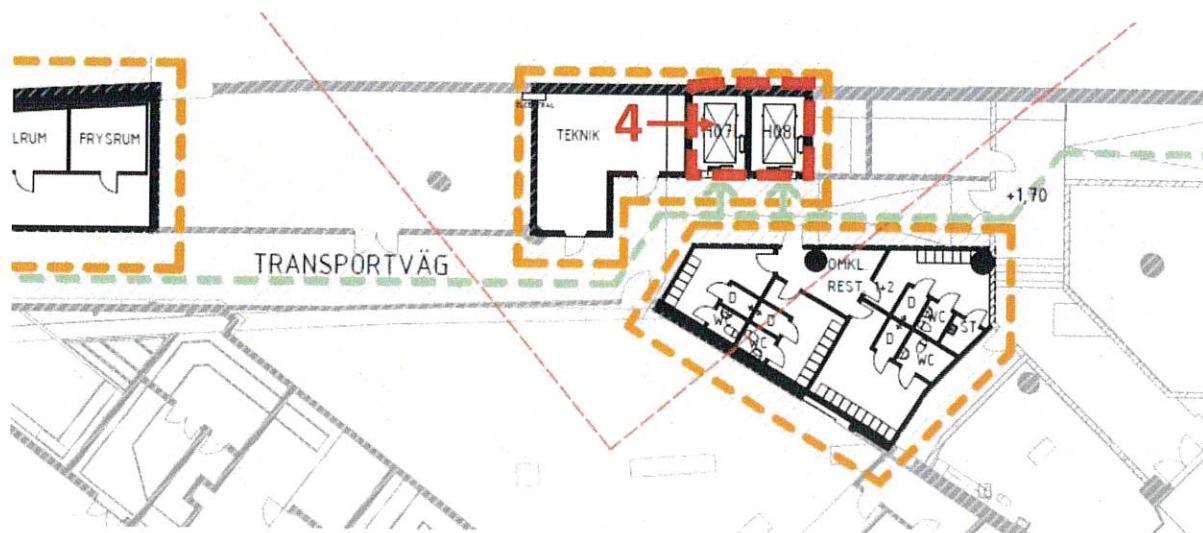 LRUM
FRYSRUM
TEKNIK
4
H07
H08
+1,70
TRANSPORTVÄG
OMKL.
REST. 1+2
D
D
WC
WC
D
D
WC
WC
ST